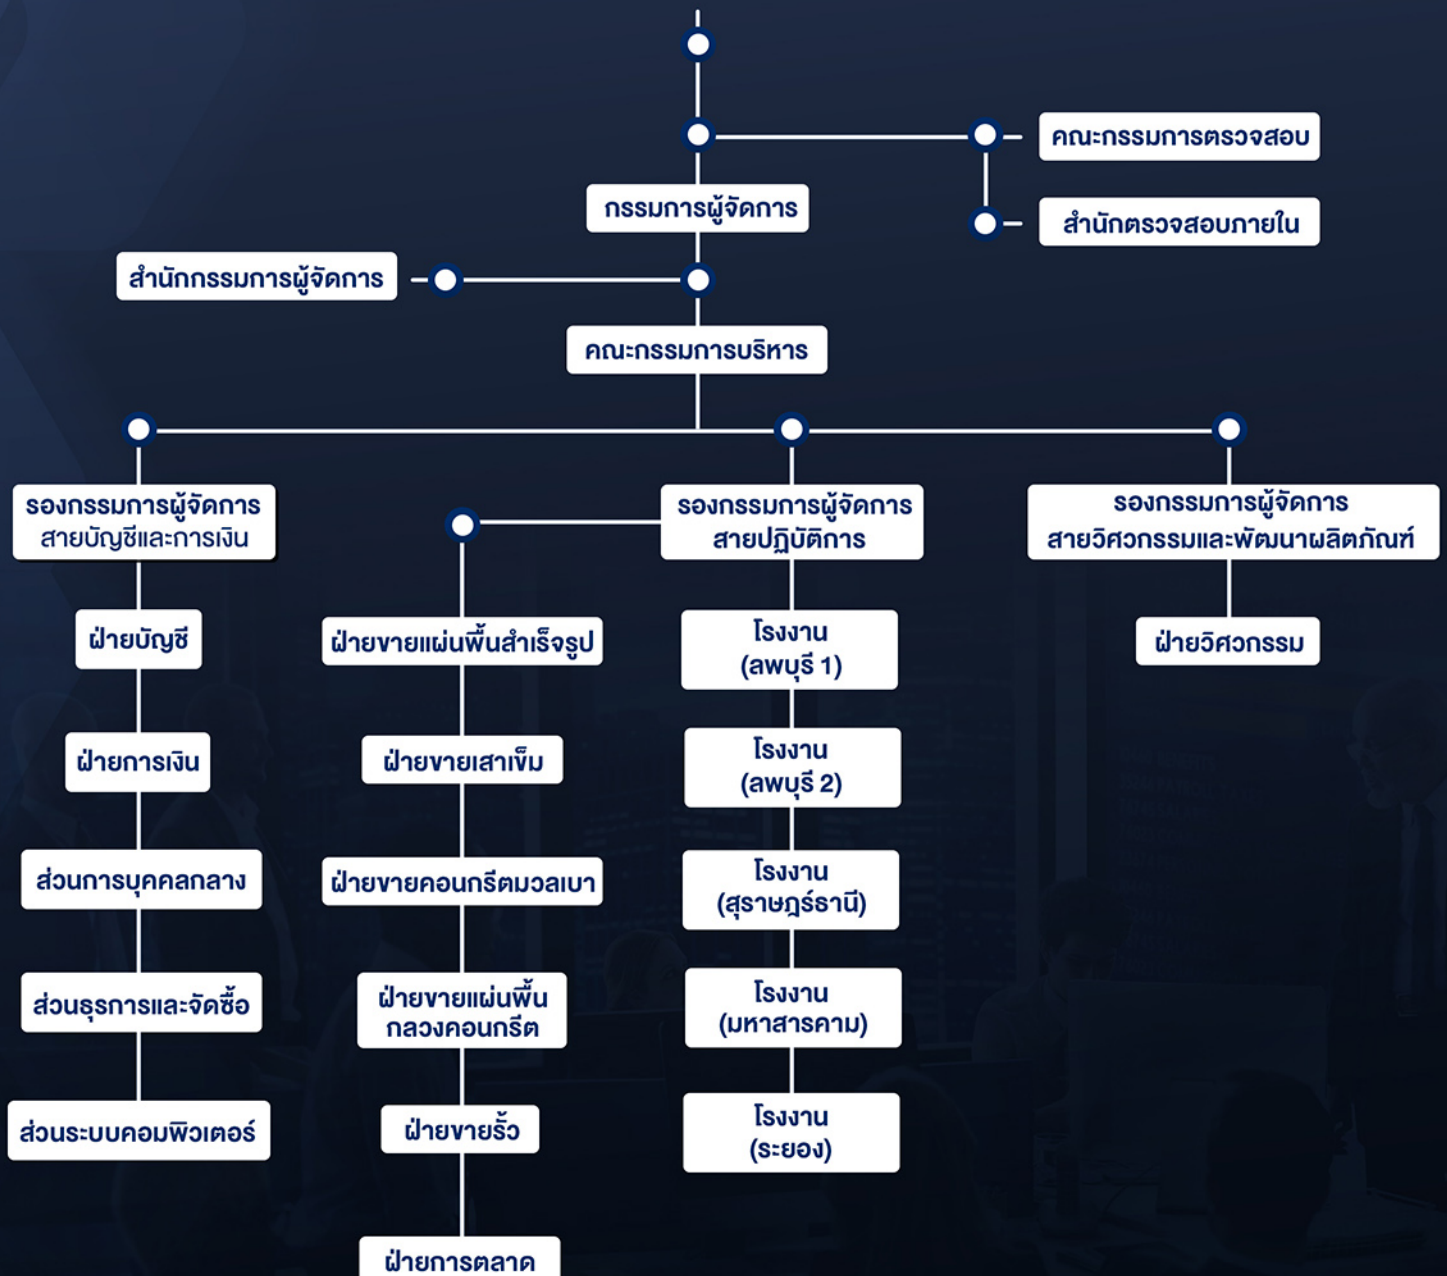 คณะกรรมการตรวจสอบ
กรรมการผู้จัดการ
สำนักตรวจสอบภายใน
สำนักกรรมการผู้จัดการ
คณะกรรมการบริหาร
รองกรรมการผู้จัดการ
สายบัญชีและการเงิน
ฝ่ายบัญชี
ฝ่ายการเงิน
ส่วนการบุคคลกลาง
ส่วนธุรการและจัดซื้อ
ส่วนระบบคอมพิวเตอร์
รองกรรมการผู้จัดการ
สายปฏิบัติการ
ฝ่ายขายแผ่นพื้นสำเร็จรูป
ฝ่ายขายเสาเข็ม
ฝ่ายขายคอนกรีตมวลเบา
ฝ่ายขายแผ่นพื้น
กลวงคอนกรีต
ฝ่ายขายรั้ว
ฝ่ายการตลาด
โรงงาน
(ลพบุรี 1)
โรงงาน
(ลพบุรี 2)
โรงงาน
(สุราษฎร์ธานี)
โรงงาน
(มหาสารคาม)
โรงงาน
(ระยอง)
รองกรรมการผู้จัดการ
สายวิศวกรรมและพัฒนาผลิตภัณฑ์
ฝ่ายวิศวกรรม